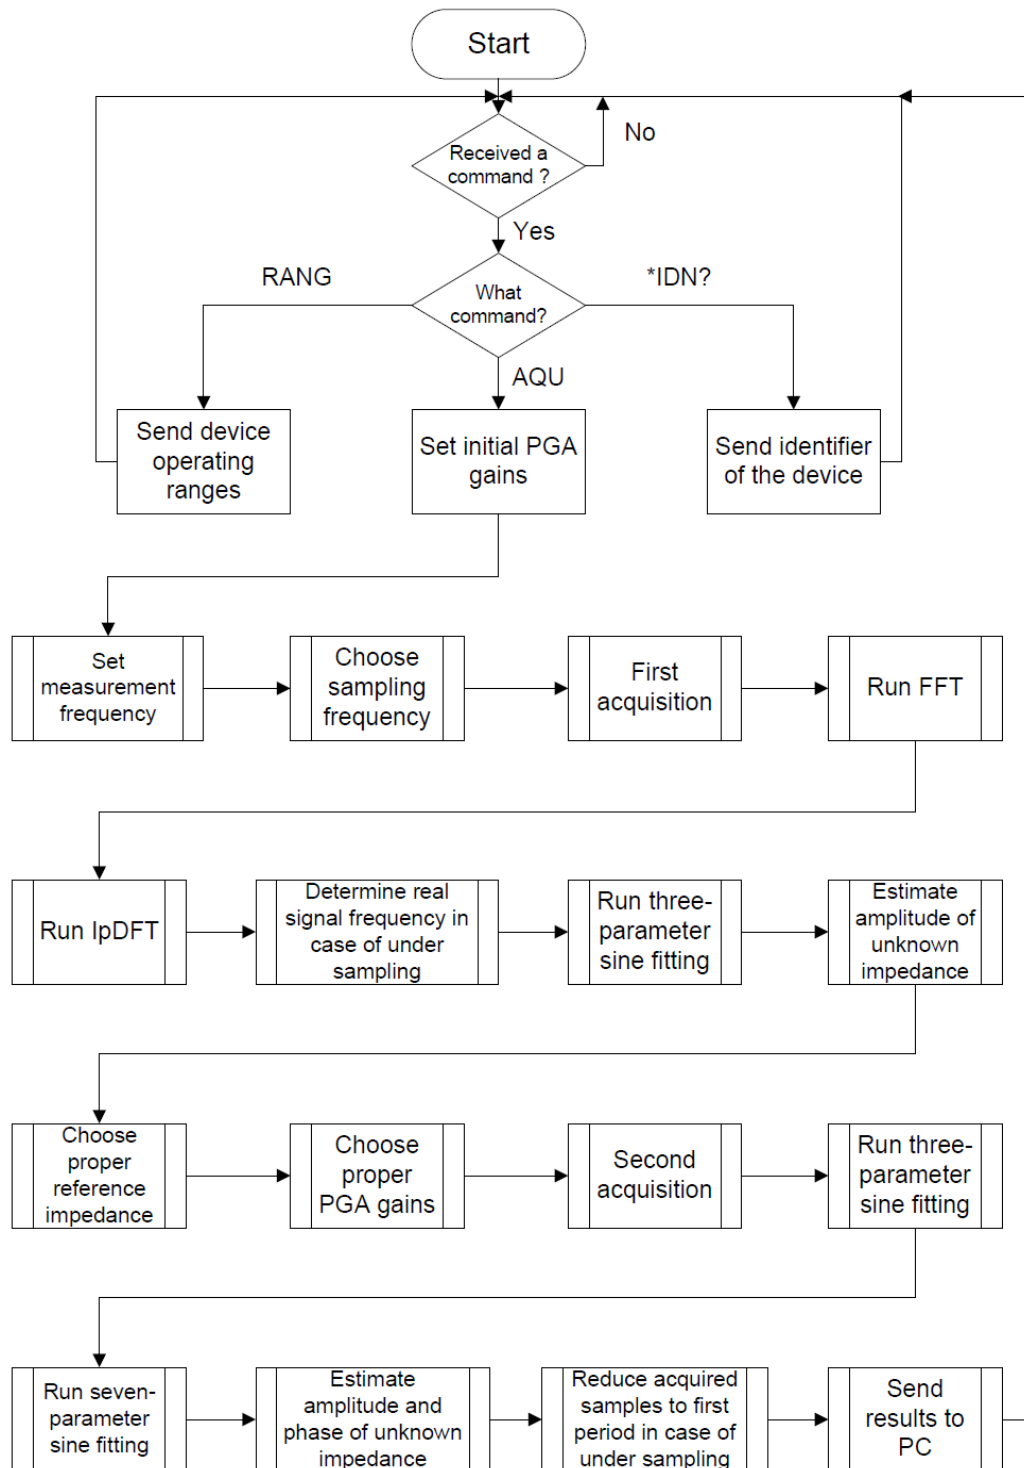 Start
Received a
command ?
No
Yes
RANG
What
command?
*IDN?
AQU
Send device
operating
ranges
Set initial PGA
gains
Send identifier
of the device
Set
measurement
frequency
Choose
sampling
frequency
First
acquisition
Run FFT
Run IpDFT
Determine real
signal frequency in
case of under
sampling
Run three-
parameter
sine fitting
Estimate
amplitude of
unknown
impedance
Choose
proper
reference
impedance
Choose
proper
PGA gains
Second
acquisition
Run three-
parameter
sine fitting
Run seven-
parameter
sine fitting
Estimate
amplitude and
phase of unknown
impedance
Reduce acquired
samples to first
period in case of
under sampling
Send
results to
PC